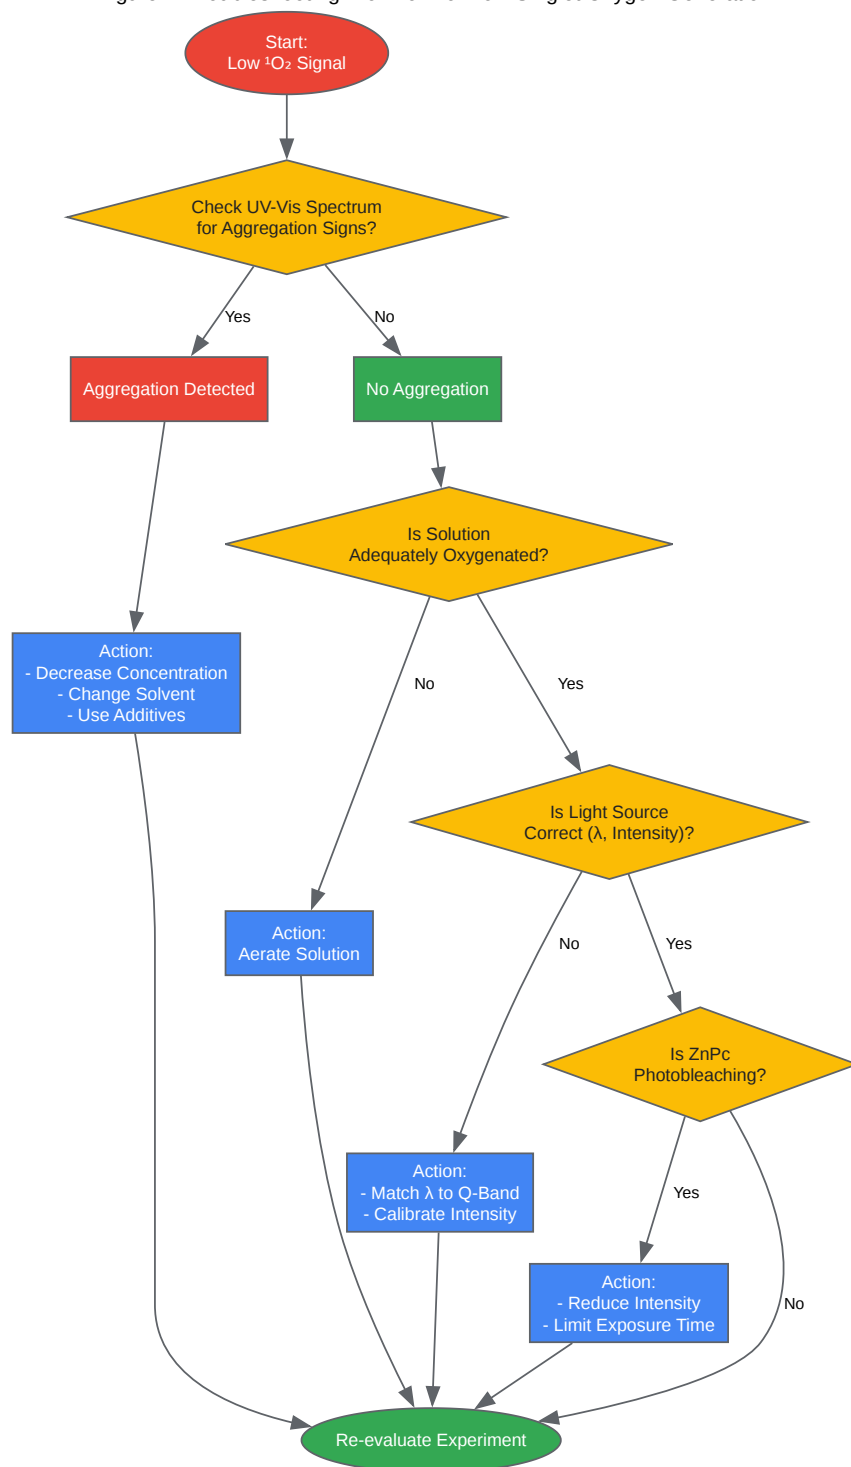 Start:
Low ¹O₂ Signal
Check UV-Vis Spectrum
for Aggregation Signs?
Yes
No
Aggregation Detected
No Aggregation
Is Solution
Adequately Oxygenated?
Action:
- Decrease Concentration
- Change Solvent
- Use Additives
No
Yes
Is Light Source
Correct (λ, Intensity)?
Action:
Aerate Solution
No
Yes
Is ZnPc
Photobleaching?
Action:
- Match λ to Q-Band
- Calibrate Intensity
Yes
Action:
- Reduce Intensity
- Limit Exposure Time
No
Re-evaluate Experiment